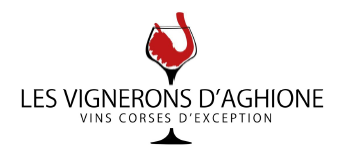 LES VIGNERONS D'AGHIONE
VINS CORSES D'EXCEPTION